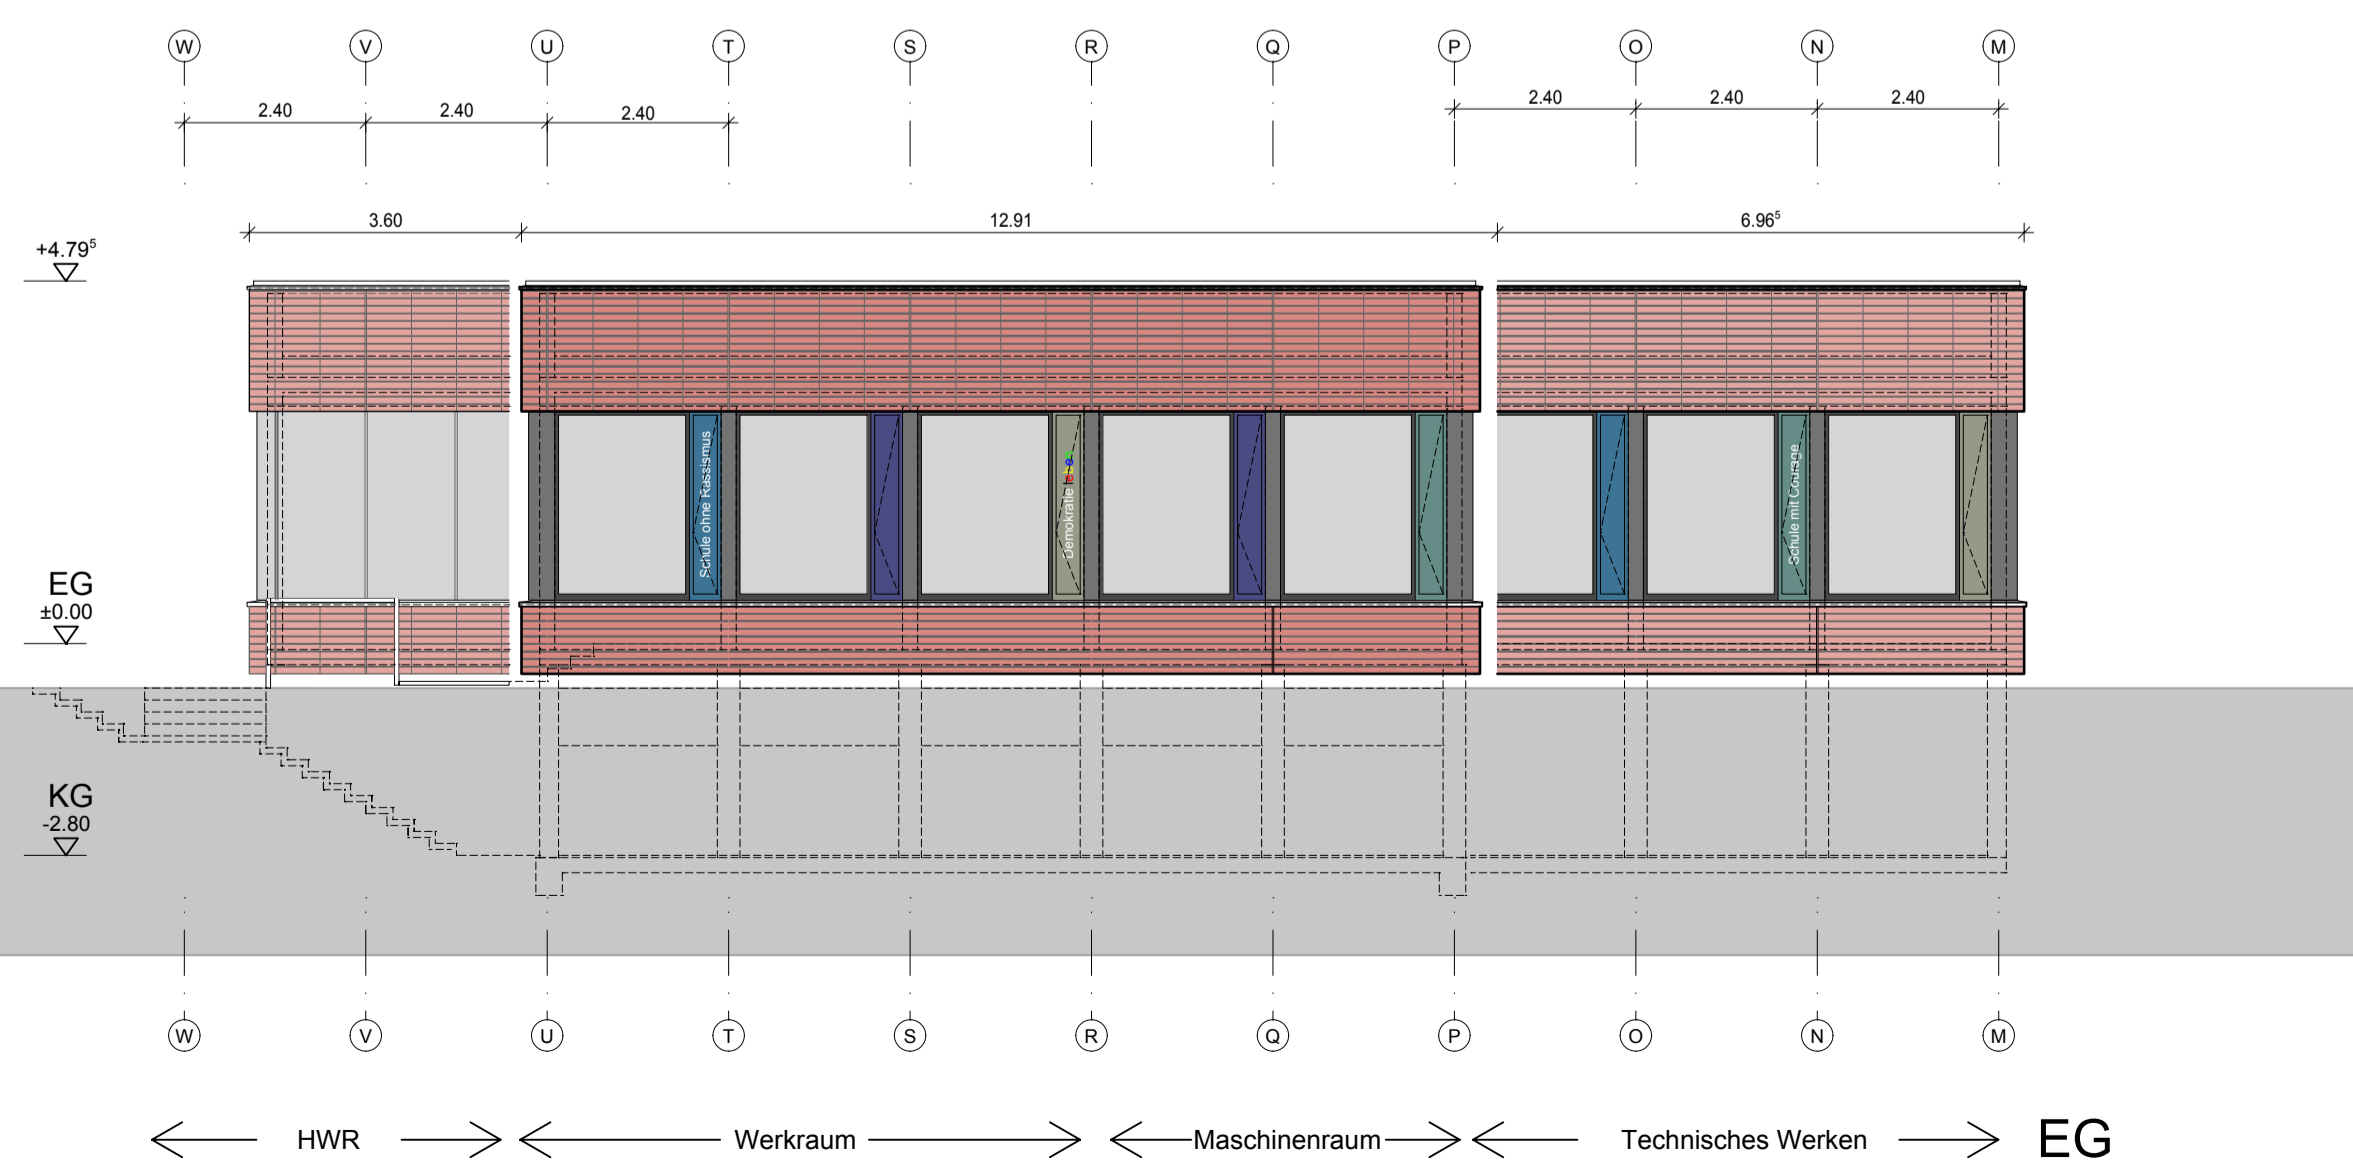 W V U T S R Q P O N M
2.40 2.40 2.40 2.40 2.40 2.40
3.60 12.91 6.96⁵
+4.79⁵
Schule ohne Rassismus
Demokratie leben
Schule mit Courage
EG
±0.00
KG
-2.80
W V U T S R Q P O N M
HWR Werkraum Maschinenraum Technisches Werken EG